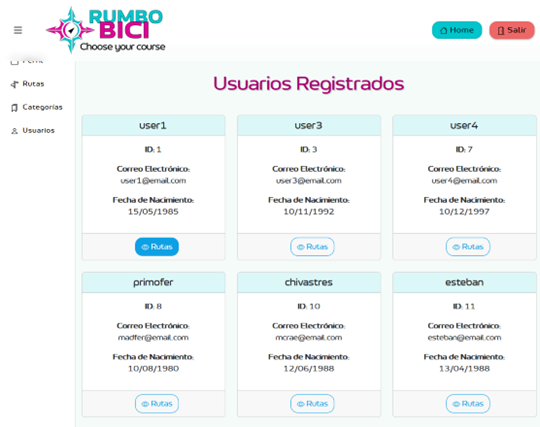 RUMBO
BICI
Choose your course
Home
Salir
Perfil
Rutas
Categorías
Usuarios
Usuarios Registrados
user1
ID: 1
Correo Electrónico:
user1@email.com
Fecha de Nacimiento:
15/05/1985
Rutas
user3
ID: 3
Correo Electrónico:
user3@email.com
Fecha de Nacimiento:
10/11/1992
Rutas
user4
ID: 7
Correo Electrónico:
user4@email.com
Fecha de Nacimiento:
10/12/1997
Rutas
primofer
ID: 8
Correo Electrónico:
madfer@email.com
Fecha de Nacimiento:
10/08/1980
Rutas
chivastres
ID: 10
Correo Electrónico:
mcrae@email.com
Fecha de Nacimiento:
12/06/1988
Rutas
esteban
ID: 11
Correo Electrónico:
esteban@email.com
Fecha de Nacimiento:
13/04/1988
Rutas